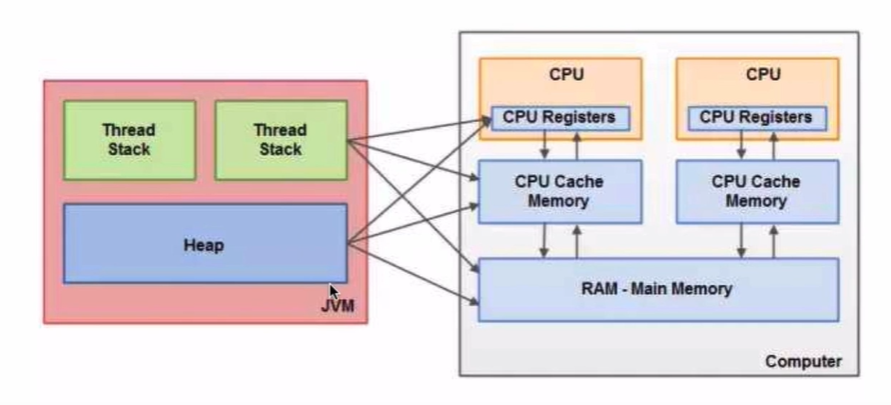 Thread
Stack
Thread
Stack
Heap
JVM
CPU
CPU Registers
CPU Cache
Memory
CPU
CPU Registers
CPU Cache
Memory
RAM - Main Memory
Computer